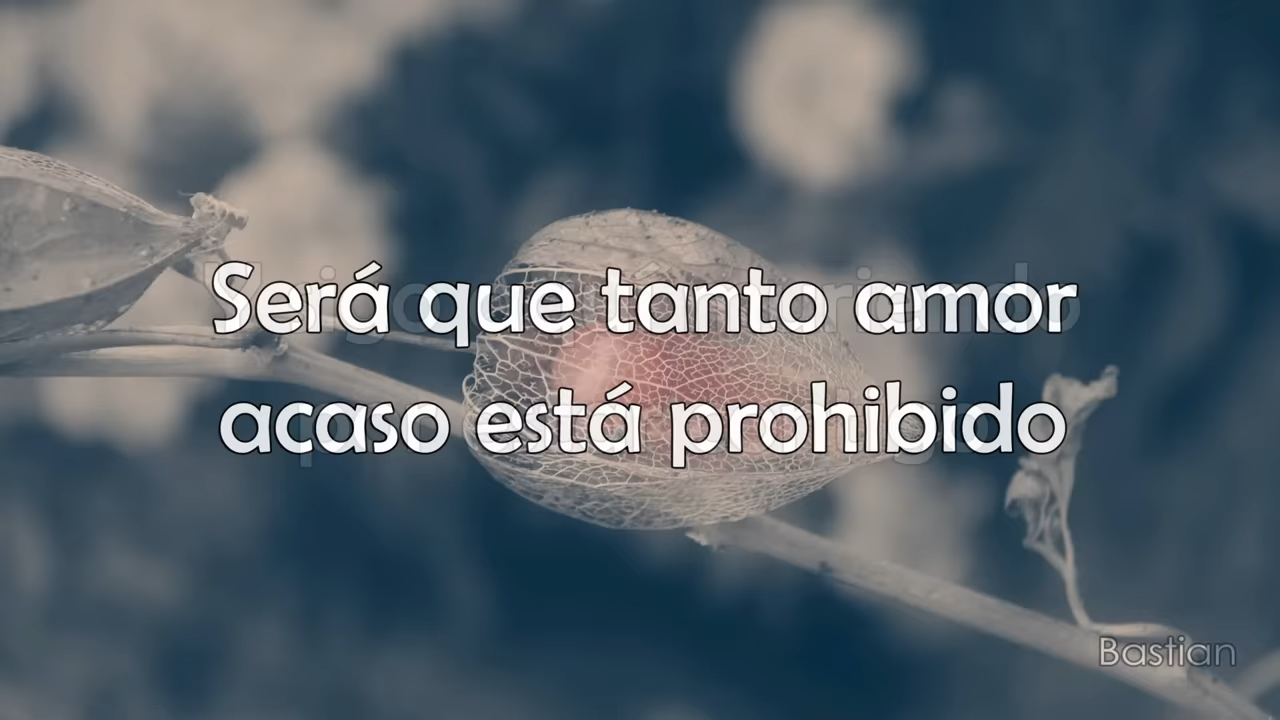 Será que tanto amor
acaso está prohibido
Bastian